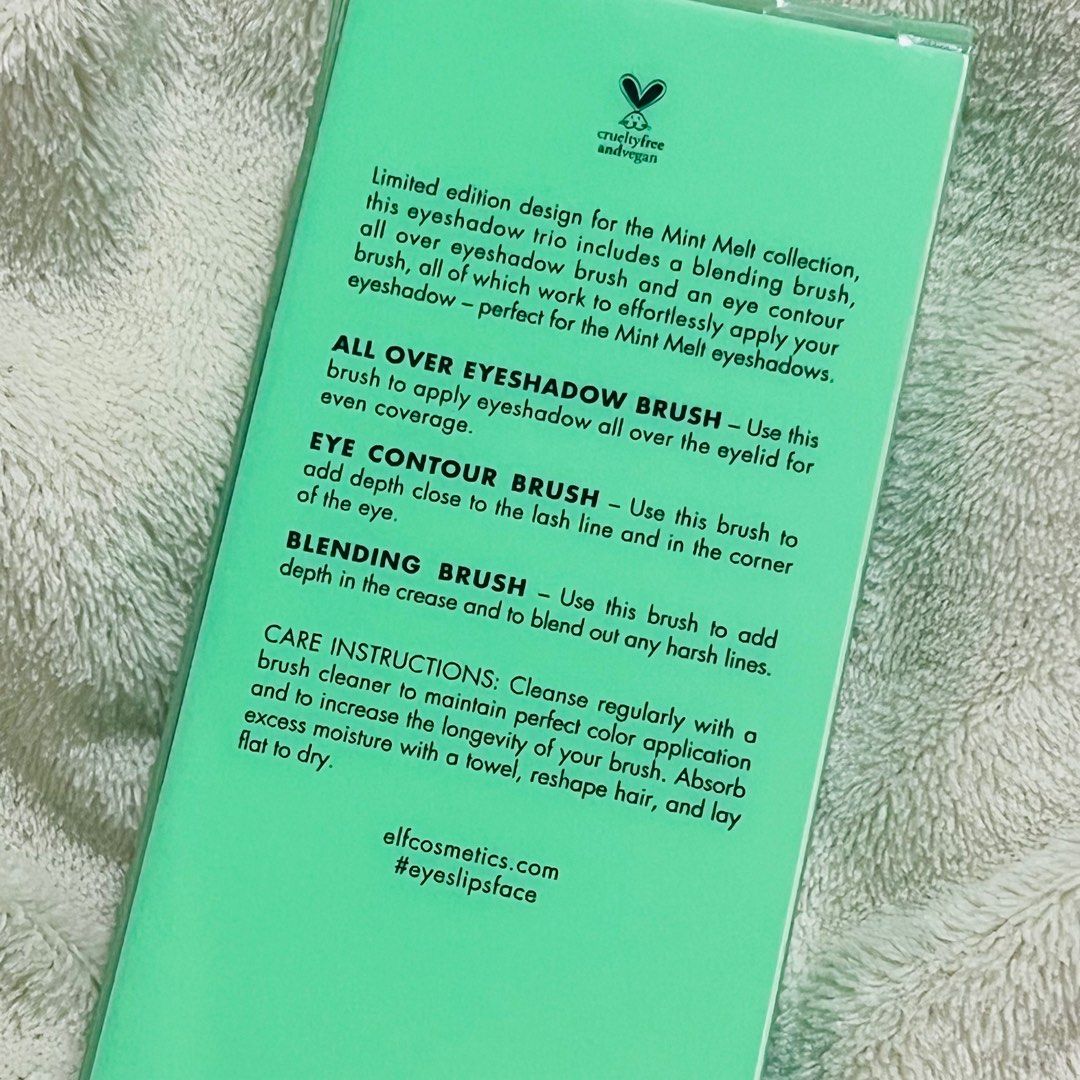 crueltyfree
andvegan
Limited edition design for the Mint Melt collection,
this eyeshadow trio includes a blending brush,
all over eyeshadow brush and an eye contour
brush, all of which work to effortlessly apply your
eyeshadow – perfect for the Mint Melt eyeshadows.
ALL OVER EYESHADOW BRUSH – Use this
brush to apply eyeshadow all over the eyelid for
even coverage.
EYE CONTOUR BRUSH – Use this brush to
add depth close to the lash line and in the corner
of the eye.
BLENDING BRUSH – Use this brush to add
depth in the crease and to blend out any harsh lines.
CARE INSTRUCTIONS: Cleanse regularly with a
brush cleaner to maintain perfect color application
and to increase the longevity of your brush. Absorb
excess moisture with a towel, reshape hair, and lay
flat to dry.
elfcosmetics.com
#eyeslipsface